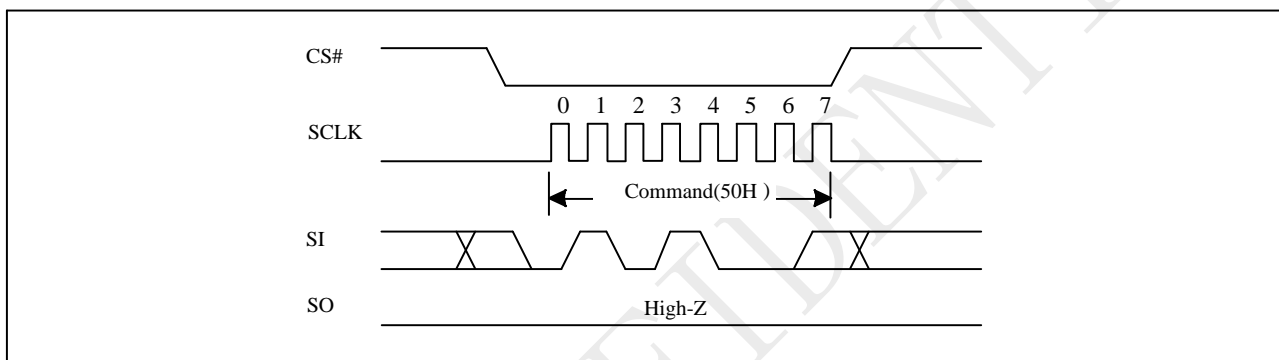 CS#
0 1 2 3 4 5 6 7
SCLK
Command(50H )
SI
SO High-Z